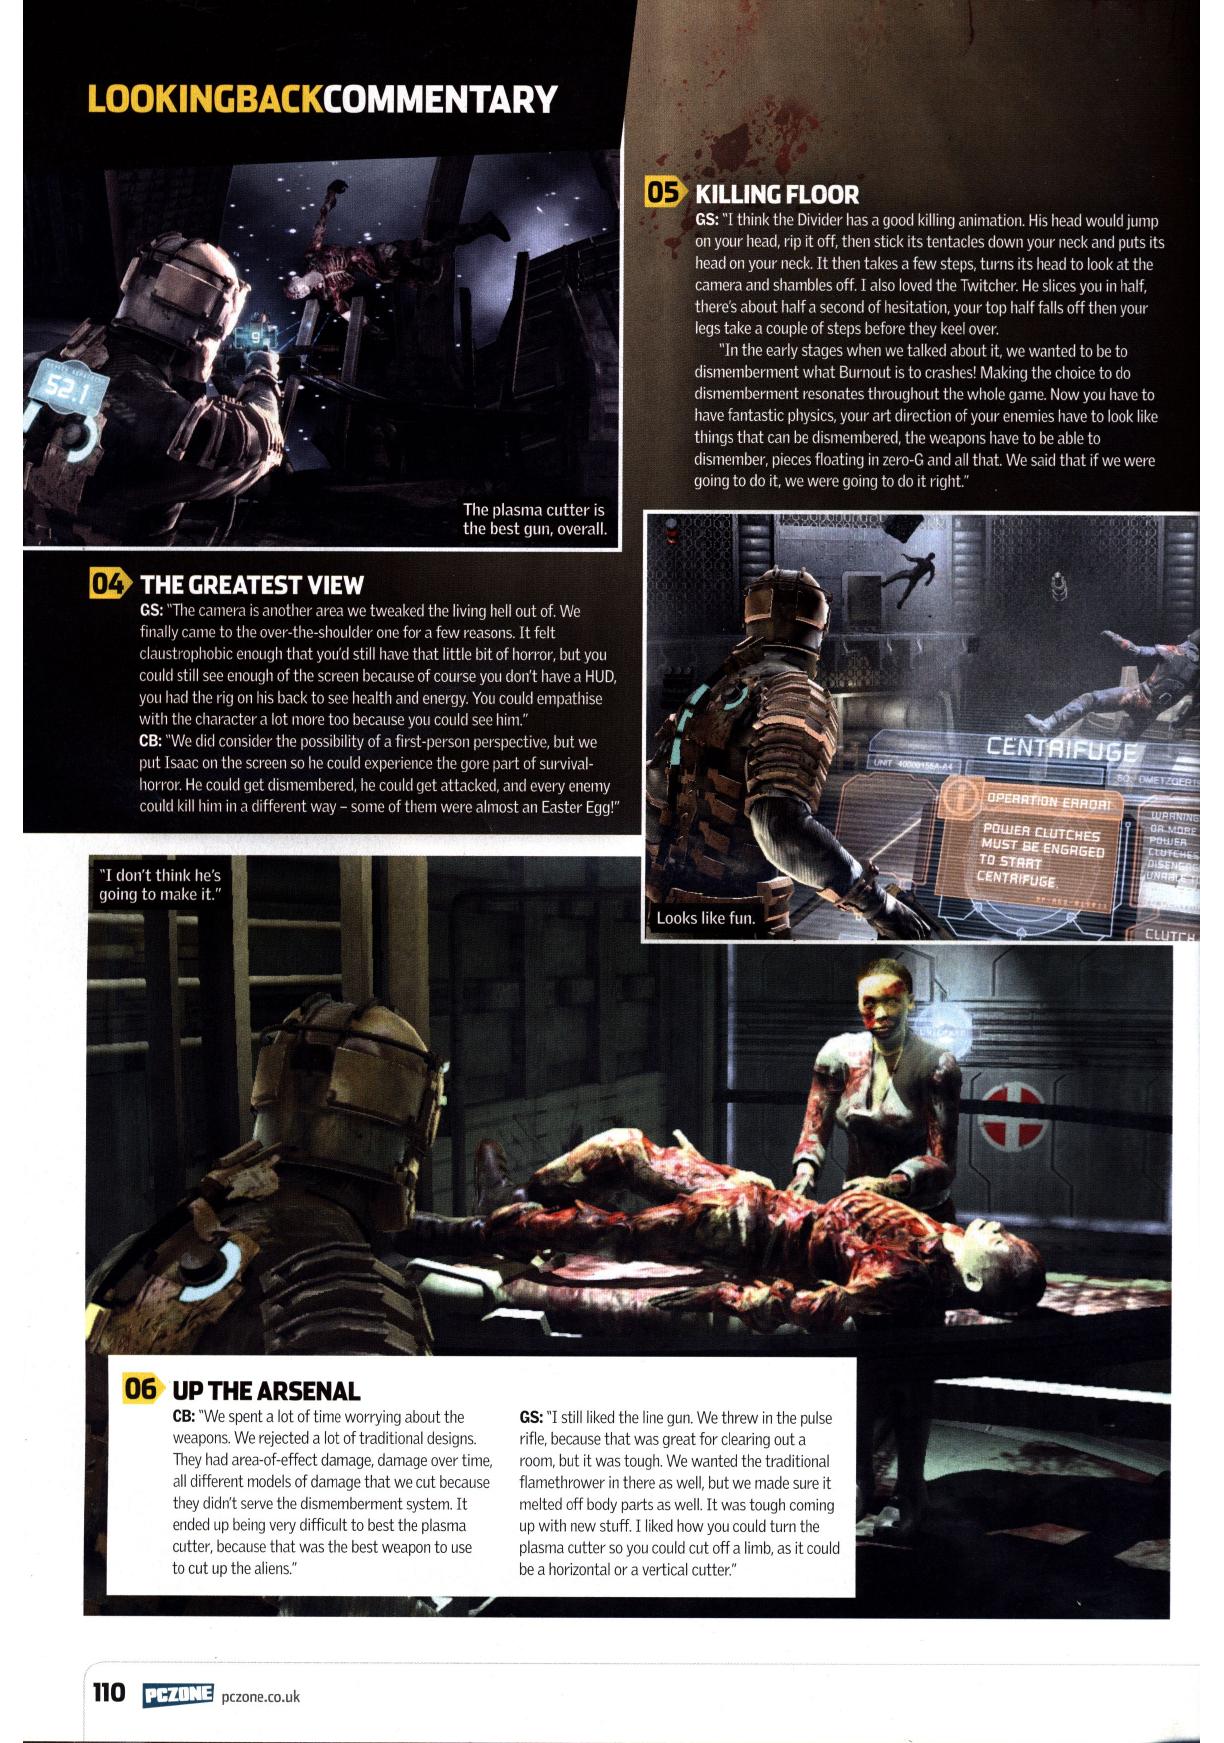 LOOKINGBACKCOMMENTARY
52.1
9
The plasma cutter is
the best gun, overall.
04 THE GREATEST VIEW
GS: "The camera is another area we tweaked the living hell out of. We
finally came to the over-the-shoulder one for a few reasons. It felt
claustrophobic enough that you'd still have that little bit of horror, but you
could still see enough of the screen because of course you don't have a HUD,
you had the rig on his back to see health and energy. You could empathise
with the character a lot more too because you could see him."
CB: "We did consider the possibility of a first-person perspective, but we
put Isaac on the screen so he could experience the gore part of survival-
horror. He could get dismembered, he could get attacked, and every enemy
could kill him in a different way – some of them were almost an Easter Egg!"
05 KILLING FLOOR
GS: "I think the Divider has a good killing animation. His head would jump
on your head, rip it off, then stick its tentacles down your neck and puts its
head on your neck. It then takes a few steps, turns its head to look at the
camera and shambles off. I also loved the Twitcher. He slices you in half,
there's about half a second of hesitation, your top half falls off then your
legs take a couple of steps before they keel over.
"In the early stages when we talked about it, we wanted to be to
dismemberment what Burnout is to crashes! Making the choice to do
dismemberment resonates throughout the whole game. Now you have to
have fantastic physics, your art direction of your enemies have to look like
things that can be dismembered, the weapons have to be able to
dismember, pieces floating in zero-G and all that. We said that if we were
going to do it, we were going to do it right."
CENTRIFUGE
UNIT 40000156A-A4
OPERATION ERROR!
POWER CLUTCHES
MUST BE ENGAGED
TO START
CENTRIFUGE.
WARNING
OR MORE
POWER
CLUTCHES
CLUTCH
Looks like fun.
"I don't think he's
going to make it."
06 UP THE ARSENAL
CB: "We spent a lot of time worrying about the
weapons. We rejected a lot of traditional designs.
They had area-of-effect damage, damage over time,
all different models of damage that we cut because
they didn't serve the dismemberment system. It
ended up being very difficult to best the plasma
cutter, because that was the best weapon to use
to cut up the aliens."
GS: "I still liked the line gun. We threw in the pulse
rifle, because that was great for clearing out a
room, but it was tough. We wanted the traditional
flamethrower in there as well, but we made sure it
melted off body parts as well. It was tough coming
up with new stuff. I liked how you could turn the
plasma cutter so you could cut off a limb, as it could
be a horizontal or a vertical cutter."
110 PCZONE pczone.co.uk